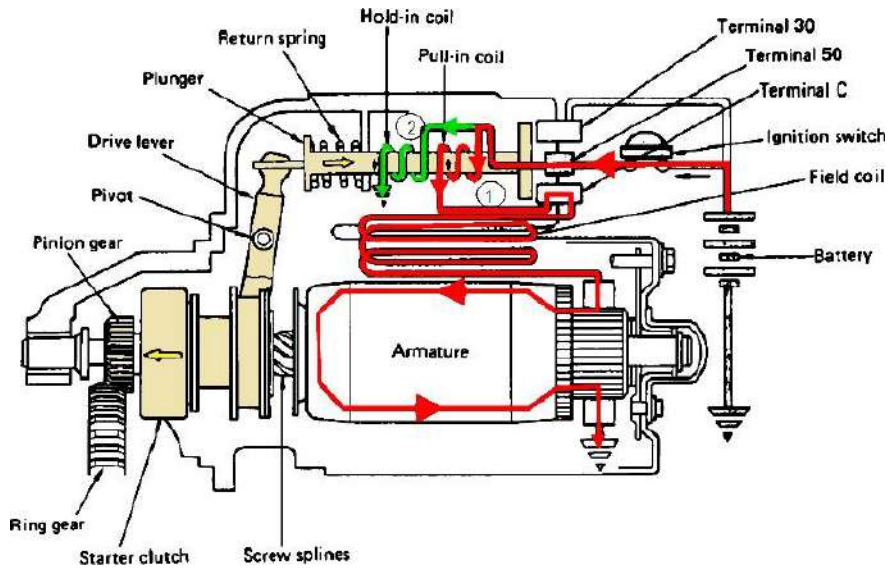 Hold-in coil
Return spring
Pull-in coil
Plunger
Drive lever
Pivot
Pinion gear
Terminal 30
Terminal 50
Terminal C
Ignition switch
Field coil
Battery
2
1
Armature
Ring gear
Starter clutch
Screw splines